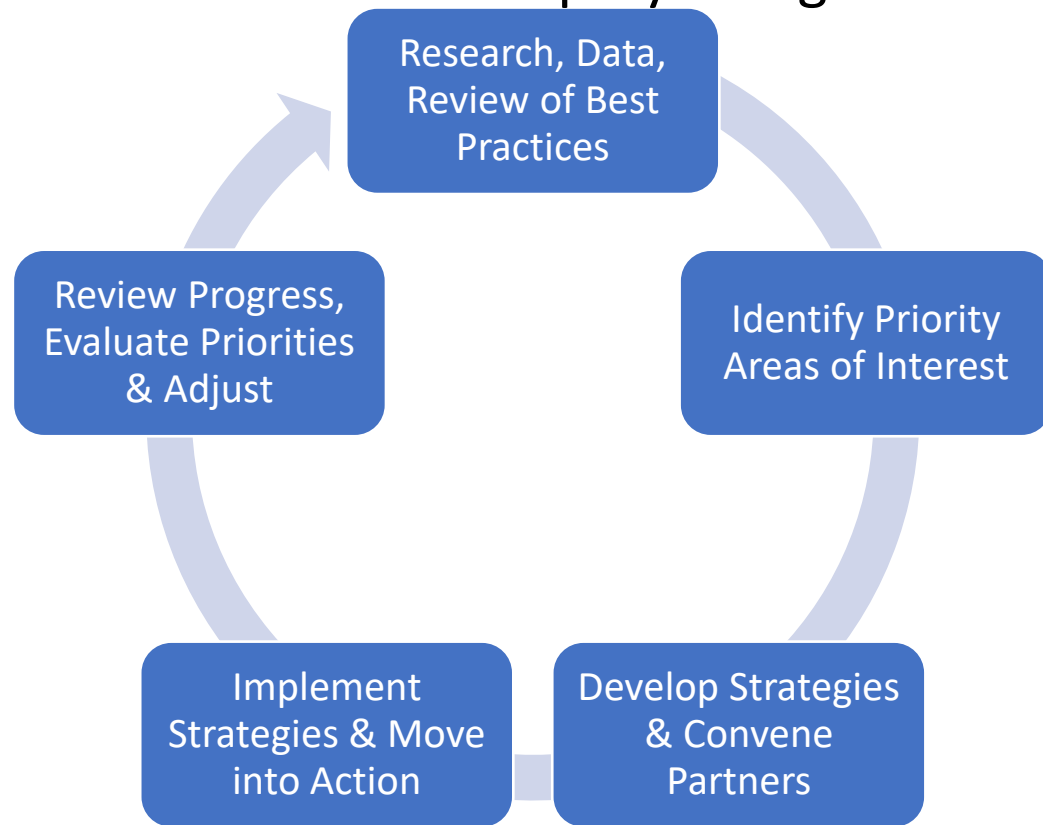 Research, Data,
Review of Best
Practices
Identify Priority
Areas of Interest
Develop Strategies
& Convene
Partners
Implement
Strategies & Move
into Action
Review Progress,
Evaluate Priorities
& Adjust